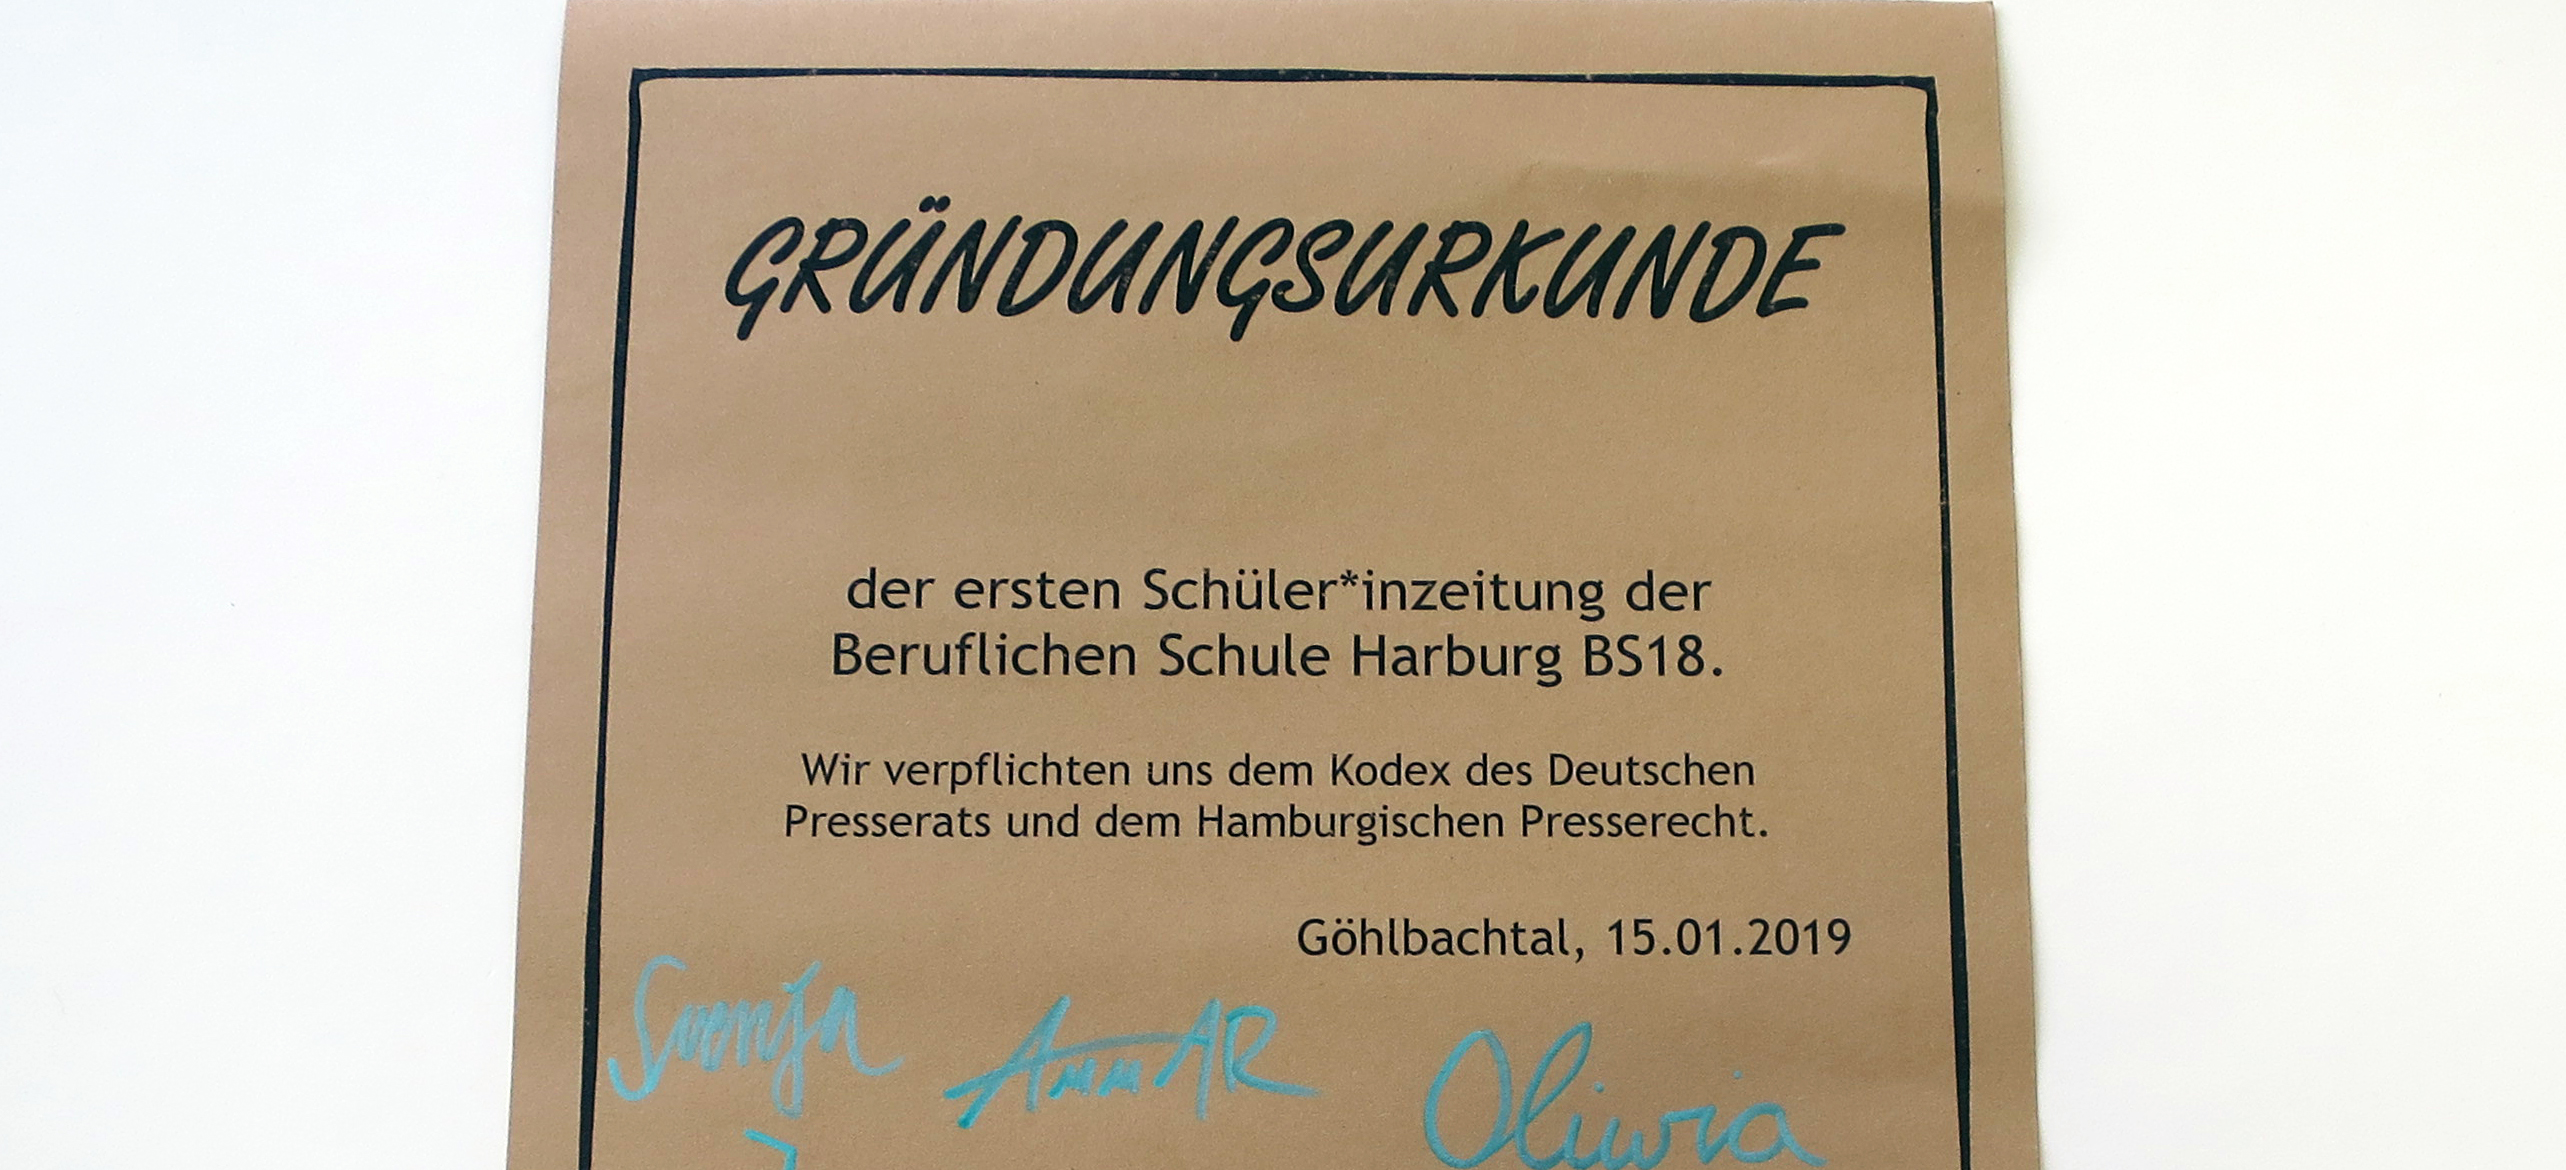 GRÜNDUNGSURKUNDE
der ersten Schüler*inzeitung der
Beruflichen Schule Harburg BS18.
Wir verpflichten uns dem Kodex des Deutschen
Presserats und dem Hamburgischen Presserecht.
Göhlbachtal, 15.01.2019
Svenja AmmAR Oliwia